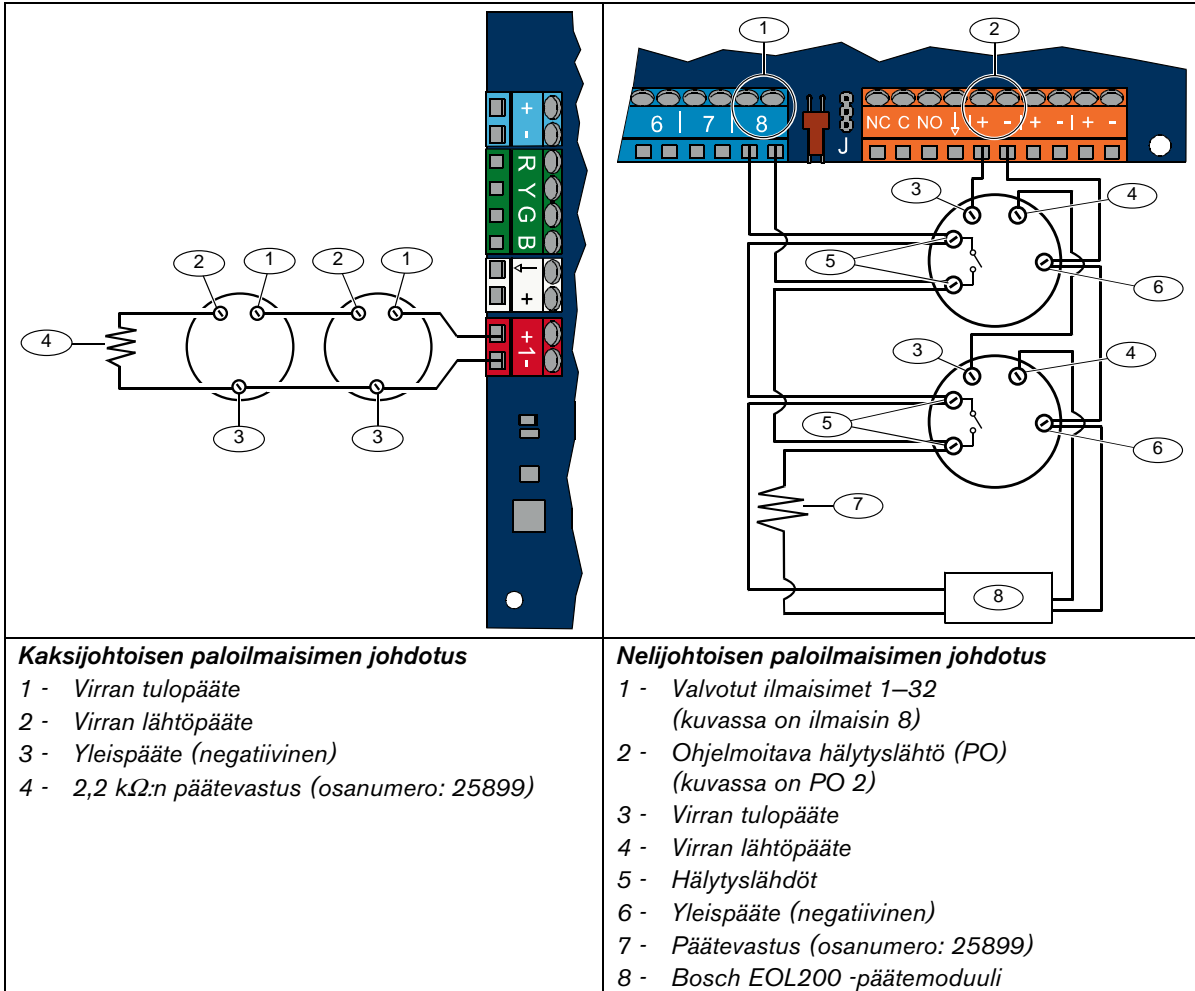 +
-
R Y G B
+
+1-
2
1
2
1
4
3
3
1
2
6 | 7 | 8
J
NC C NO |+ -|+ -|+ -
3
4
5
6
3
4
5
6
7
8
Kaksijohtoisen paloilmaisimen johdotus
1 - Virran tulopääte
2 - Virran lähtöpääte
3 - Yleispääte (negatiivinen)
4 - 2,2 kΩ:n päätevastus (osanumero: 25899)
Nelijohtoisen paloilmaisimen johdotus
1 - Valvotut ilmaisimet 1–32
(kuvassa on ilmaisin 8)
2 - Ohjelmoitava hälytyslähtö (PO)
(kuvassa on PO 2)
3 - Virran tulopääte
4 - Virran lähtöpääte
5 - Hälytyslähdöt
6 - Yleispääte (negatiivinen)
7 - Päätevastus (osanumero: 25899)
8 - Bosch EOL200 -päätemoduuli